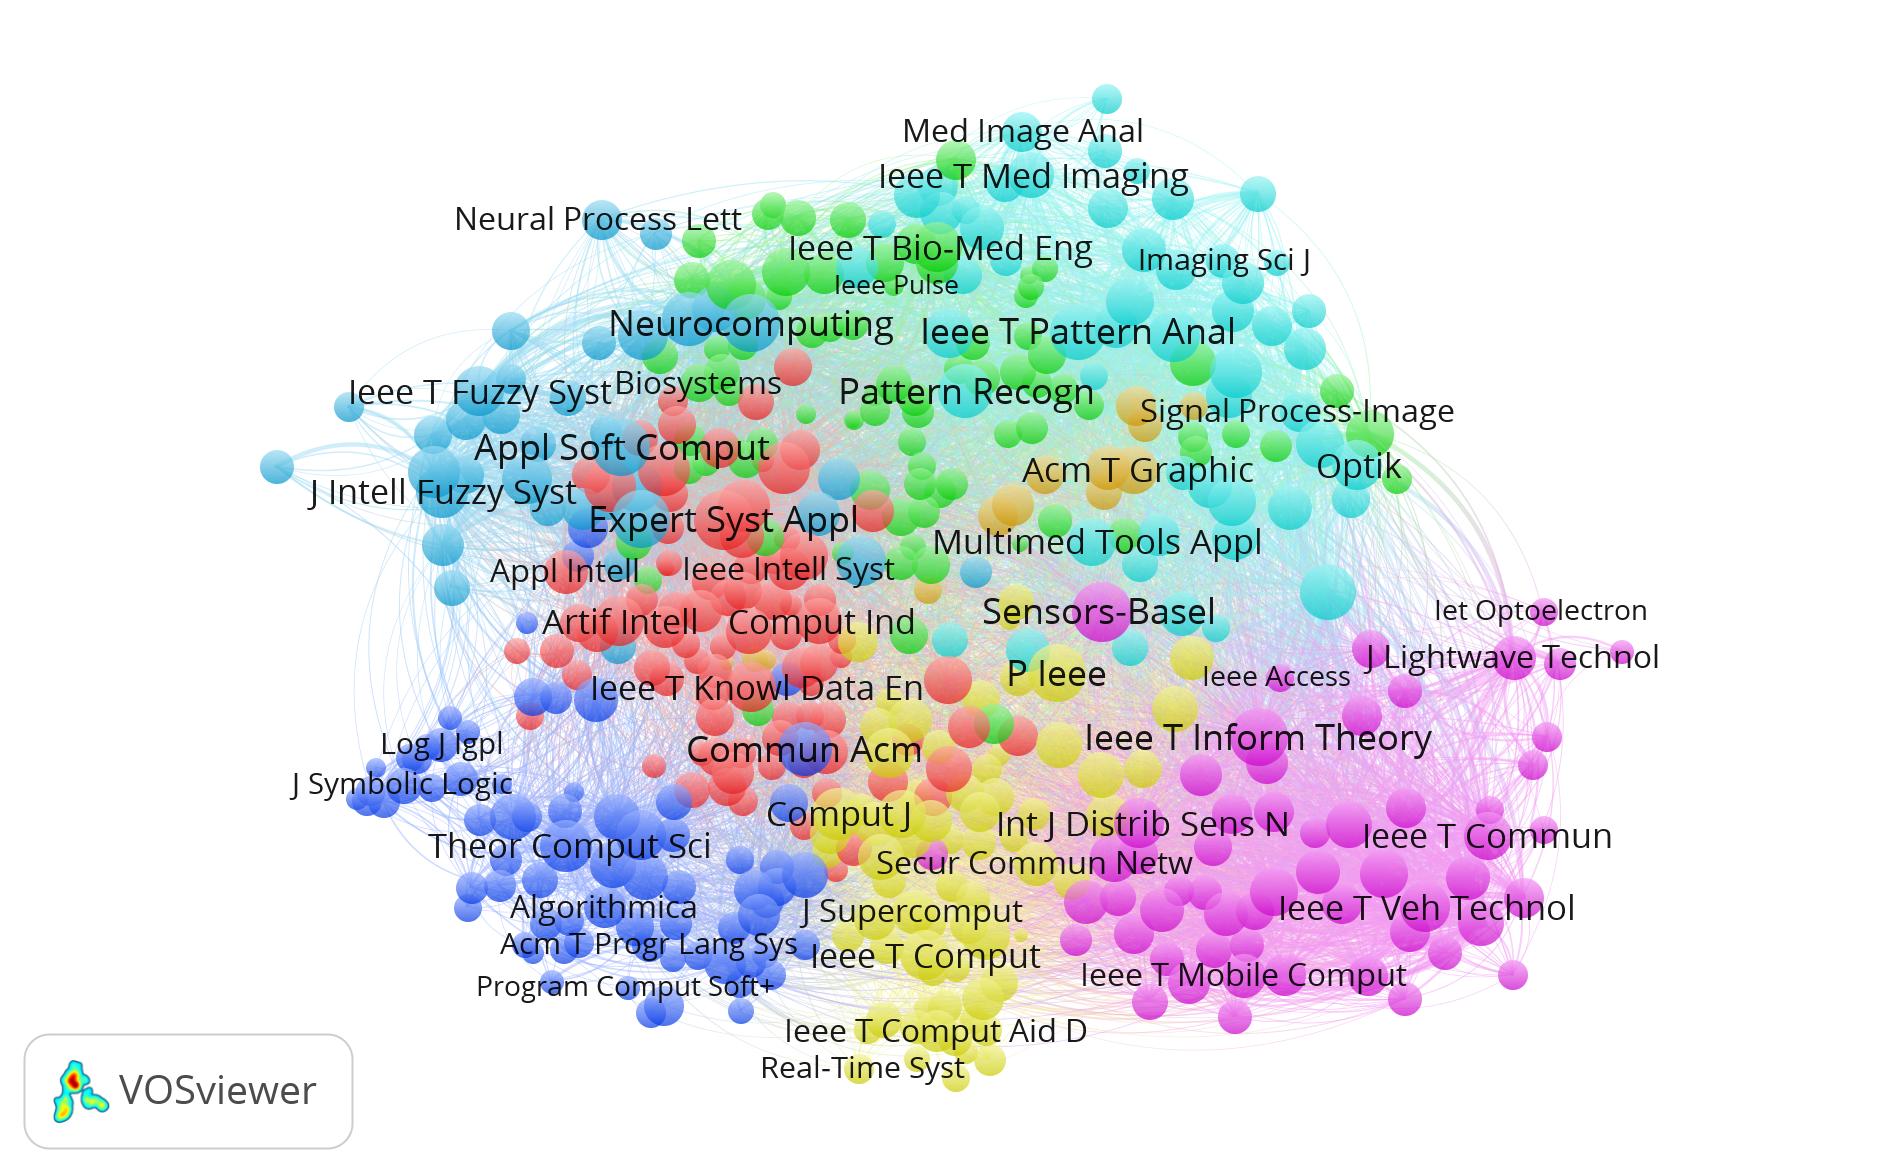 Med Image Anal
Ieee T Med Imaging
Neural Process Lett
Ieee T Bio-Med Eng
Imaging Sci J
Ieee Pulse
Neurocomputing
Ieee T Pattern Anal
Ieee T Fuzzy Syst
Biosystems
Pattern Recogn
Signal Process-Image
Appl Soft Comput
Acm T Graphic
Optik
J Intell Fuzzy Syst
Expert Syst Appl
Multimed Tools Appl
Appl Intell
Ieee Intell Syst
Artif Intell
Comput Ind
Sensors-Basel
Iet Optoelectron
J Lightwave Technol
P Ieee
Ieee Access
Ieee T Knowl Data En
Ieee T Inform Theory
Log J Igpl
Commun Acm
J Symbolic Logic
Comput J
Int J Distrib Sens N
Ieee T Commun
Theor Comput Sci
Secur Commun Netw
Algorithmica
J Supercomput
Ieee T Veh Technol
Acm T Progr Lang Sys
Ieee T Comput
Ieee T Mobile Comput
Program Comput Soft+
Ieee T Comput Aid D
Real-Time Syst
VOSviewer